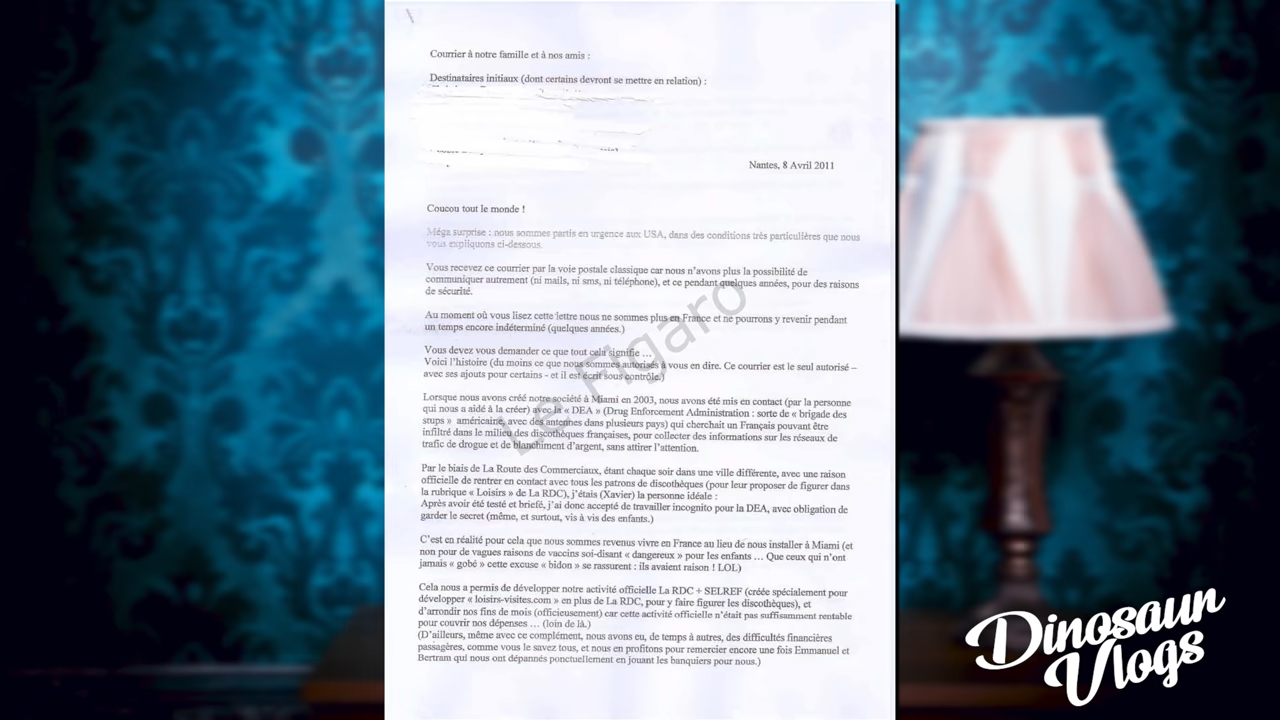 Courrier à notre famille et à nos amis :
Destinataires initiaux (dont certains devront se mettre en relation) :
Nantes, 8 Avril 2011
Coucou tout le monde !
Méga surprise : nous sommes partis en urgence aux USA, dans des conditions très particulières que nous
vous expliquons ci-dessous.
Vous recevez ce courrier par la voie postale classique car nous n'avons plus la possibilité de
communiquer autrement (ni mails, ni sms, ni téléphone), et ce pendant quelques années, pour des raisons
de sécurité.
Au moment où vous lisez cette lettre nous ne sommes plus en France et ne pourrons y revenir pendant
un temps encore indéterminé (quelques années.)
Vous devez vous demander ce que tout cela signifie ...
Voici l'histoire (du moins ce que nous sommes autorisés à vous en dire. Ce courrier est le seul autorisé –
avec ses ajouts pour certains - et il est écrit sous contrôle.)
Lorsque nous avons créé notre société à Miami en 2003, nous avons été mis en contact (par la personne
qui nous a aidé à la créer) avec la « DEA » (Drug Enforcement Administration : sorte de « brigade des
stups » américaine, avec des antennes dans plusieurs pays) qui cherchait un Français pouvant être
infiltré dans le milieu des discothèques françaises, pour collecter des informations sur les réseaux de
trafic de drogue et de blanchiment d'argent, sans attirer l'attention.
Par le biais de La Route des Commerciaux, étant chaque soir dans une ville différente, avec une raison
officielle de rentrer en contact avec tous les patrons de discothèques (pour leur proposer de figurer dans
la rubrique « Loisirs » de La RDC), j'étais (Xavier) la personne idéale :
Après avoir été testé et briefé, j'ai donc accepté de travailler incognito pour la DEA, avec obligation de
garder le secret (même, et surtout, vis à vis des enfants.)
C'est en réalité pour cela que nous sommes revenus vivre en France au lieu de nous installer à Miami (et
non pour de vagues raisons de vaccins soi-disant « dangereux » pour les enfants ... Que ceux qui n'ont
jamais « gobé » cette excuse « bidon » se rassurent : ils avaient raison ! LOL)
Cela nous a permis de développer notre activité officielle La RDC + SELREF (créée spécialement pour
développer « loisirs-visites.com » en plus de La RDC, pour y faire figurer les discothèques), et
d'arrondir nos fins de mois (officieusement) car cette activité officielle n'était pas suffisamment rentable
pour couvrir nos dépenses ... (loin de là.)
(D'ailleurs, même avec ce complément, nous avons eu, de temps à autres, des difficultés financières
passagères, comme vous le savez tous, et nous en profitons pour remercier encore une fois Emmanuel et
Bertram qui nous ont dépannés ponctuellement en jouant les banquiers pour nous.)
Le Figaro
Dinosaur
Vlogs